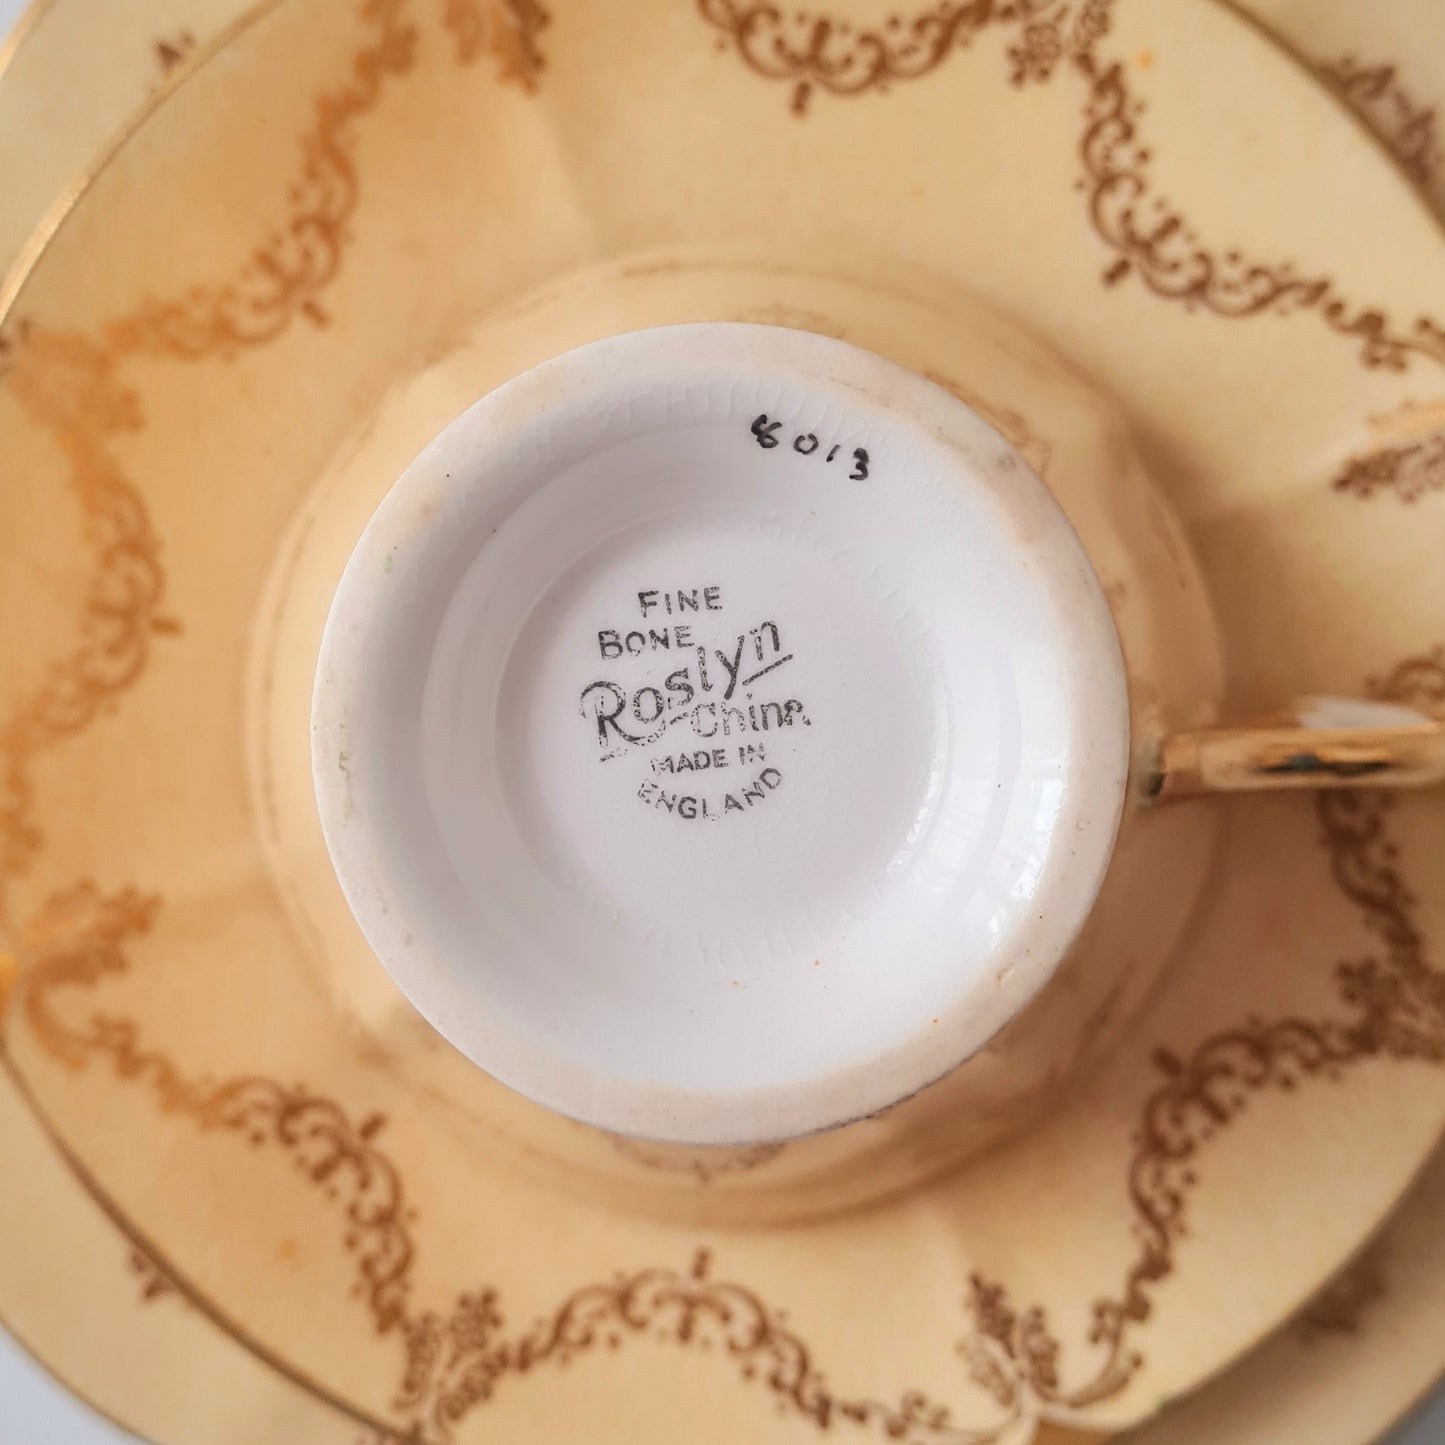 8013
FINE
BONE
Roslyn
China
MADE IN
ENGLAND